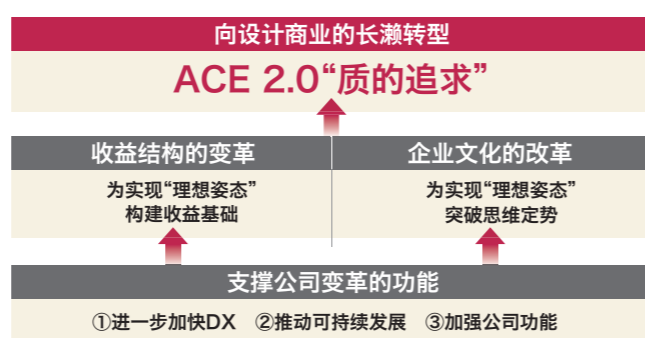 向设计商业的长濑转型
ACE 2.0“质的追求”
收益结构的变革
企业文化的改革
为实现“理想姿态”
构建收益基础
为实现“理想姿态”
突破思维定势
支撑公司变革的功能
①进一步加快DX ②推动可持续发展 ③加强公司功能